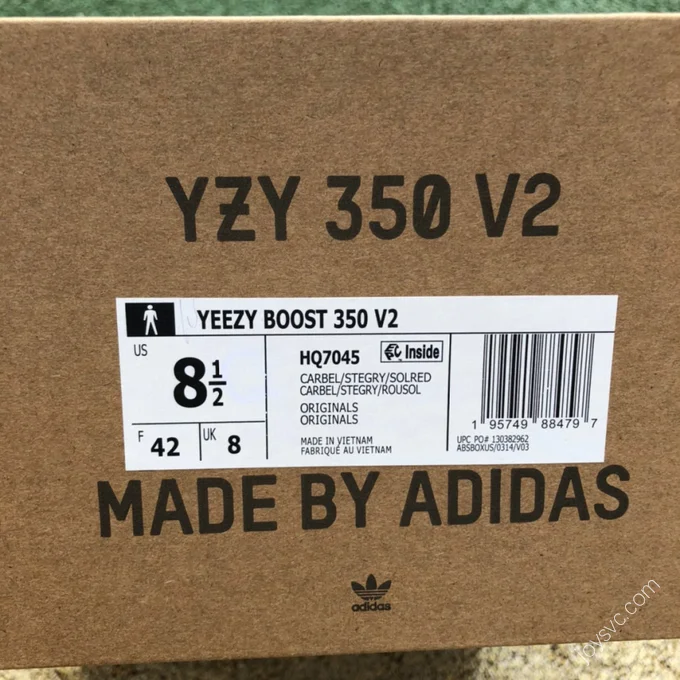 YZY 350 V2
YEEZY BOOST 350 V2
US
8 1/2
F 42
UK 8
HQ7045
Inside
CARBEL/STEGRY/SOLRED
CARBEL/STEGRY/ROUSOL
ORIGINALS
ORIGINALS
MADE IN VIETNAM
FABRIQUÉ AU VIETNAM
1 95749 88479 7
UPC PO# 130382962
ABSBOXUS/0314/V03
MADE BY ADIDAS
adidas